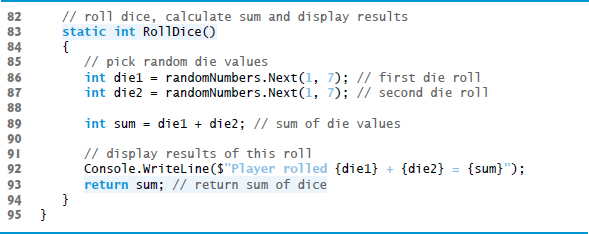 82 // roll dice, calculate sum and display results
83 static int RollDice()
84 {
85 // pick random die values
86 int die1 = randomNumbers.Next(1, 7); // first die roll
87 int die2 = randomNumbers.Next(1, 7); // second die roll
88
89 int sum = die1 + die2; // sum of die values
90
91 // display results of this roll
92 Console.WriteLine($"Player rolled {die1} + {die2} = {sum}");
93 return sum; // return sum of dice
94 }
95 }